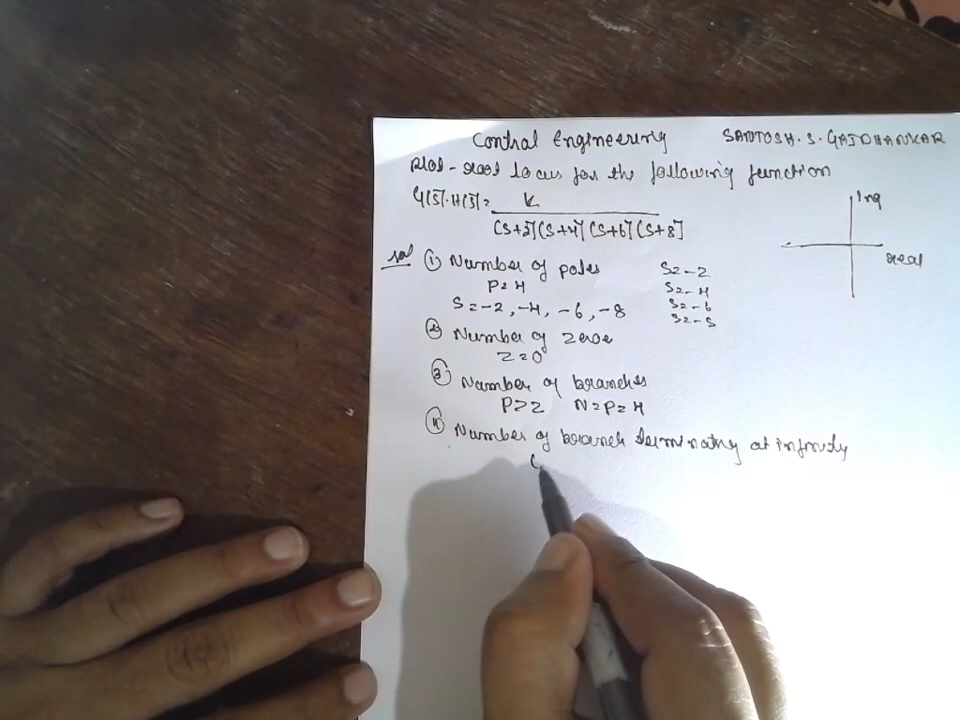 Control Engineering SANTOSH.S.GAIDHANKAR
Plot-root locus for the following function
G(S).H(S)= K
(S+2)(S+4)(S+6)(S+8)
Img
real
sol ① Number of poles
P=4
S=-2,-4,-6,-8
S=-2
S=-4
S=-6
S=-8
② Number of zeroe
Z=0
③ Number of branches
P>Z N=P=4
④ Number of branch terminating at infinity
(